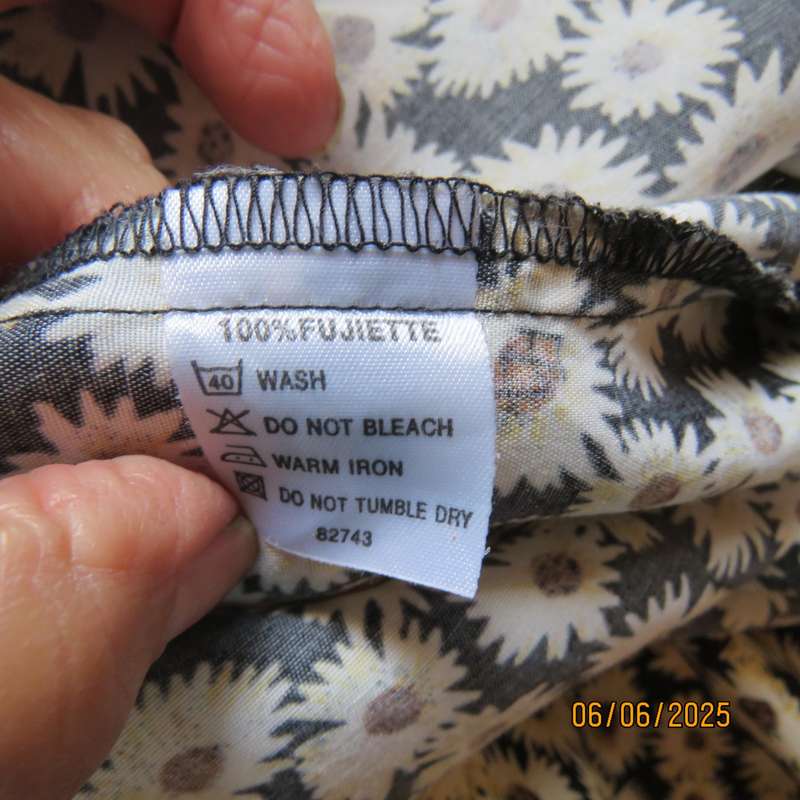 100% FUJIETTE
40 WASH
DO NOT BLEACH
WARM IRON
DO NOT TUMBLE DRY
82743
06/06/2025